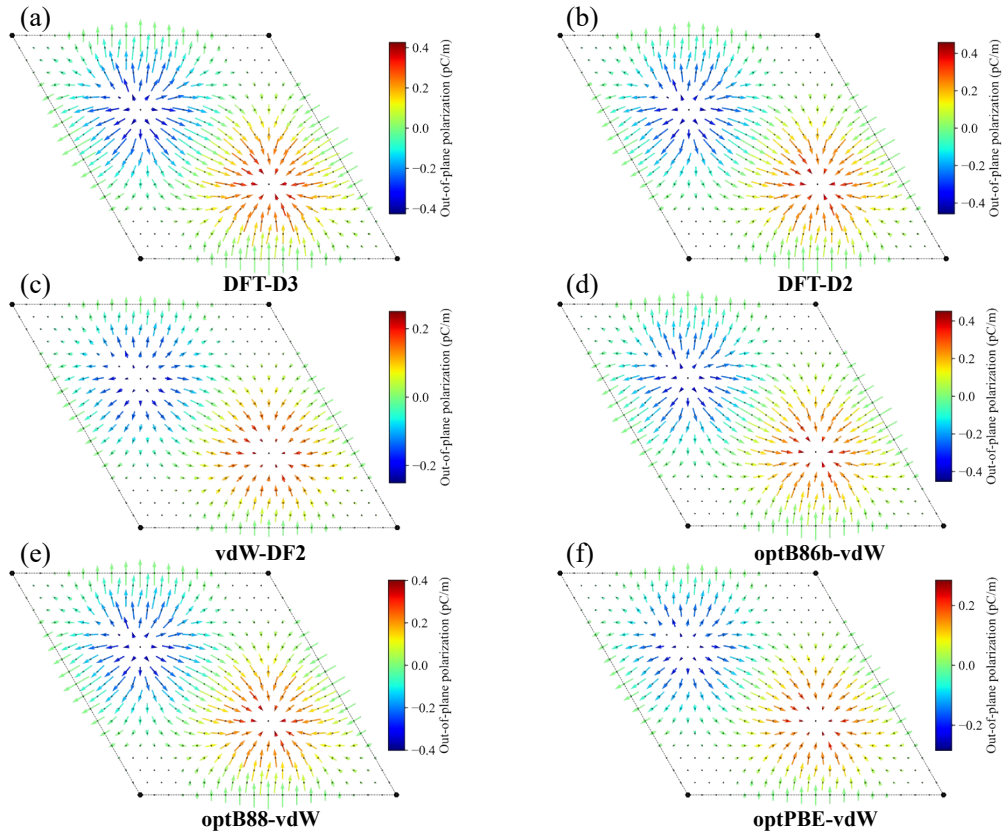 (a)
0.4
0.2
0.0
−0.2
−0.4
Out-of-plane polarization (pC/m)
DFT-D3
(b)
0.4
0.2
0.0
−0.2
−0.4
Out-of-plane polarization (pC/m)
DFT-D2
(c)
0.2
0.0
−0.2
Out-of-plane polarization (pC/m)
vdW-DF2
(d)
0.4
0.2
0.0
−0.2
−0.4
Out-of-plane polarization (pC/m)
optB86b-vdW
(e)
0.4
0.2
0.0
−0.2
−0.4
Out-of-plane polarization (pC/m)
optB88-vdW
(f)
0.2
0.0
−0.2
Out-of-plane polarization (pC/m)
optPBE-vdW